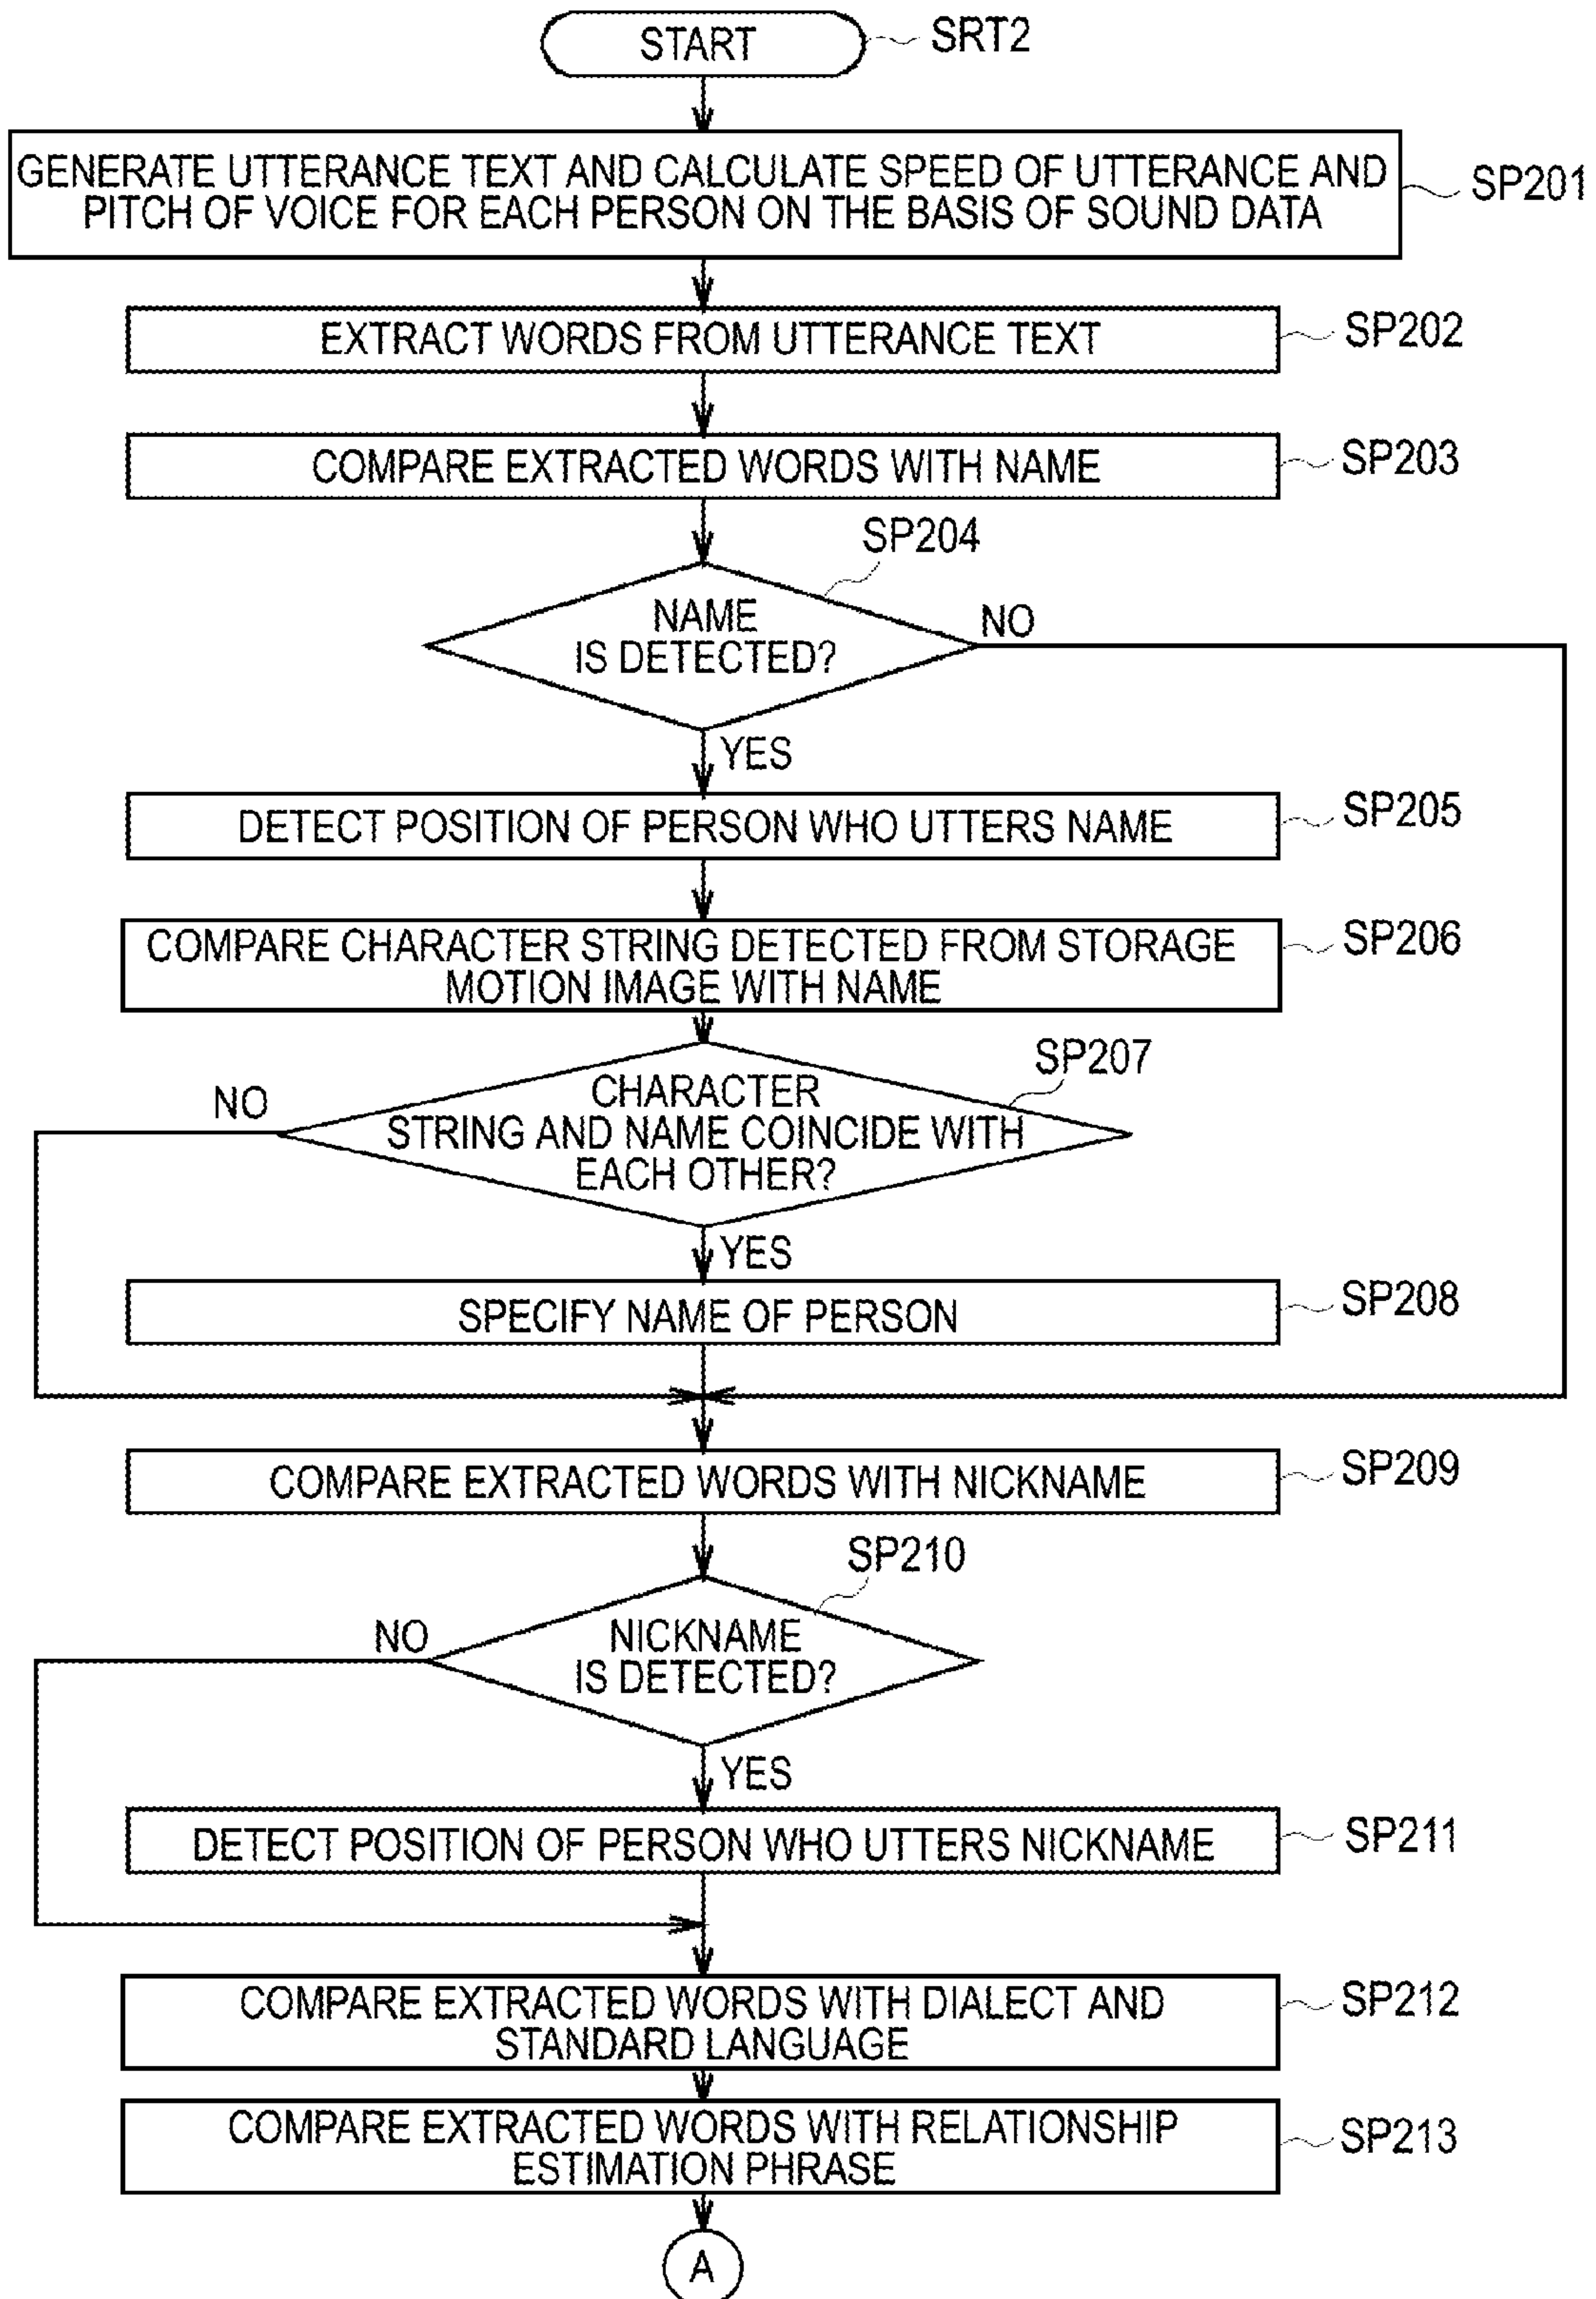 START
SRT2
GENERATE UTTERANCE TEXT AND CALCULATE SPEED OF UTTERANCE AND
PITCH OF VOICE FOR EACH PERSON ON THE BASIS OF SOUND DATA
SP201
EXTRACT WORDS FROM UTTERANCE TEXT
SP202
COMPARE EXTRACTED WORDS WITH NAME
SP203
SP204
NAME
IS DETECTED?
NO
YES
DETECT POSITION OF PERSON WHO UTTERS NAME
SP205
COMPARE CHARACTER STRING DETECTED FROM STORAGE
MOTION IMAGE WITH NAME
SP206
SP207
CHARACTER
STRING AND NAME COINCIDE WITH
EACH OTHER?
NO
YES
SPECIFY NAME OF PERSON
SP208
COMPARE EXTRACTED WORDS WITH NICKNAME
SP209
SP210
NICKNAME
IS DETECTED?
NO
YES
DETECT POSITION OF PERSON WHO UTTERS NICKNAME
SP211
COMPARE EXTRACTED WORDS WITH DIALECT AND
STANDARD LANGUAGE
SP212
COMPARE EXTRACTED WORDS WITH RELATIONSHIP
ESTIMATION PHRASE
SP213
A